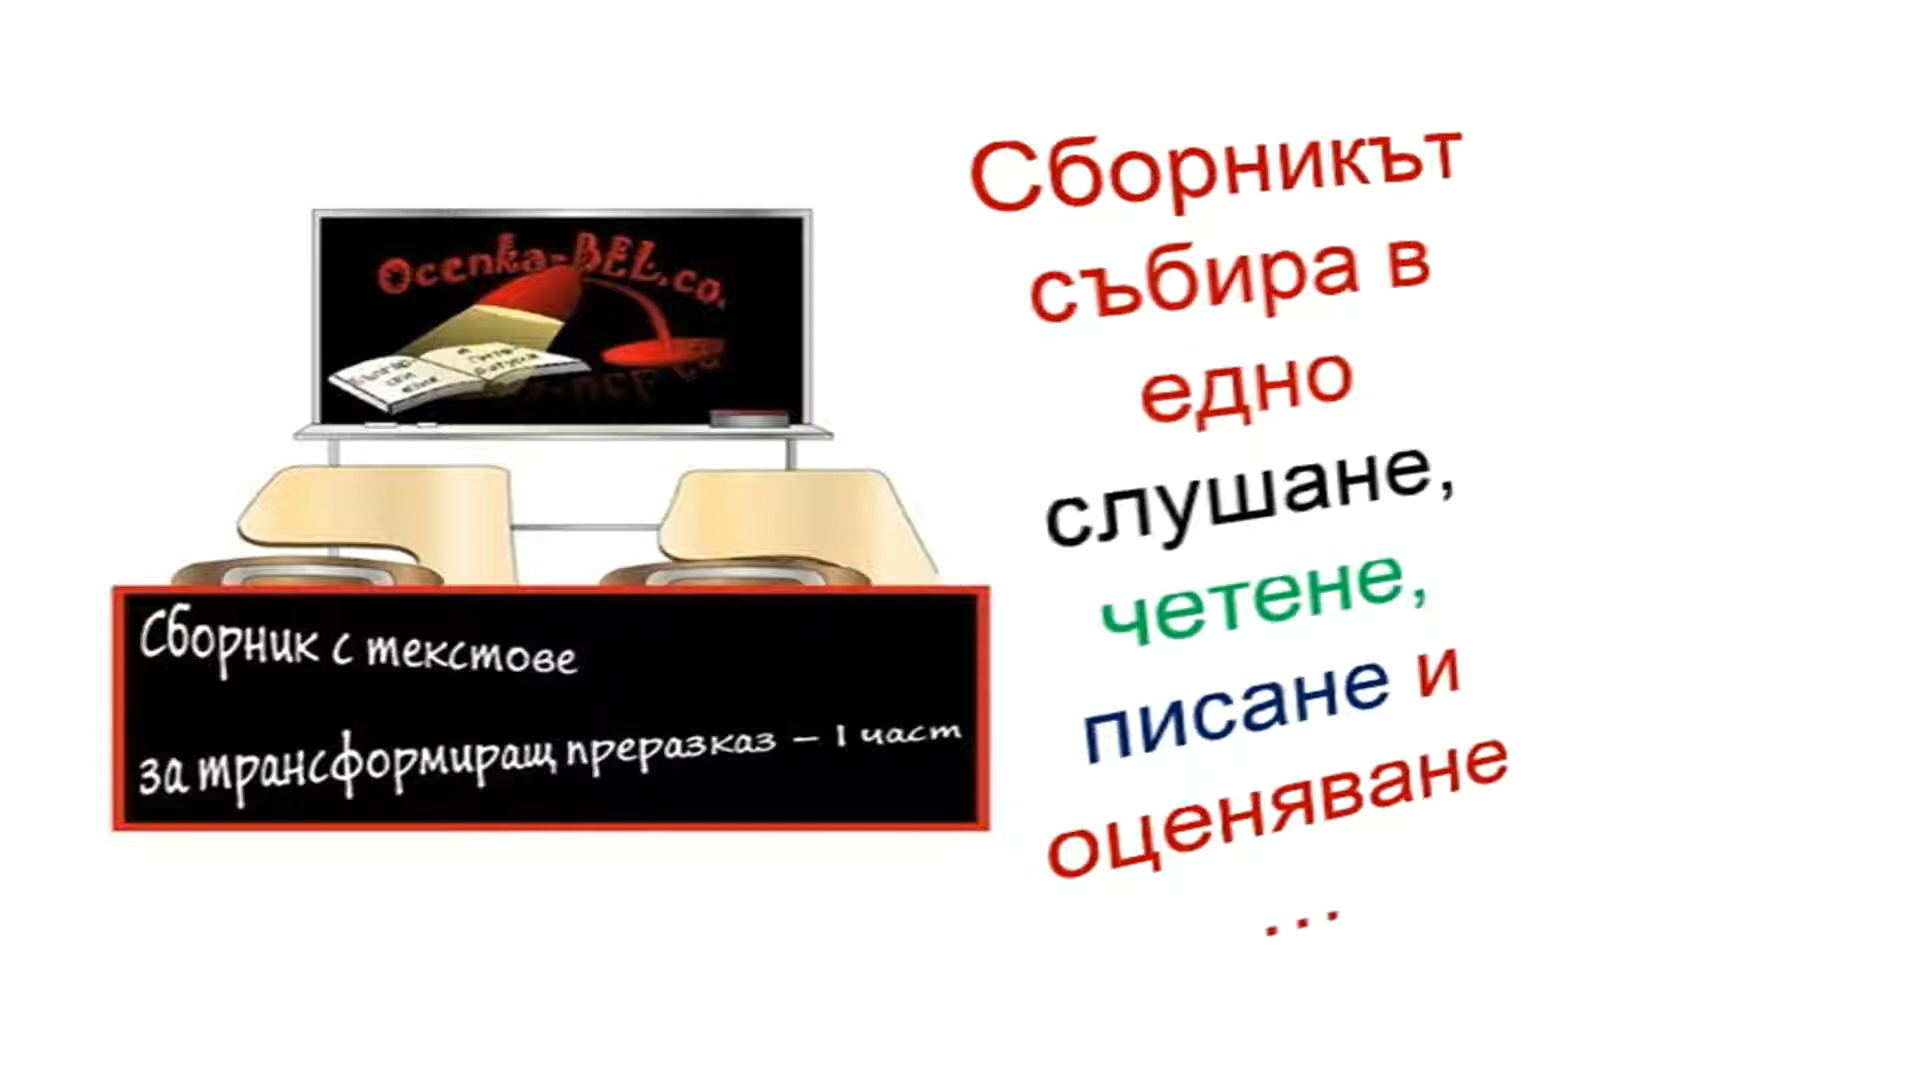 Ocenka-BEL.co.
Сборник с текстове
за трансформиращ преразказ – I част
Сборникът
събира в
едно
слушане,
четене,
писане и
оценяване
...